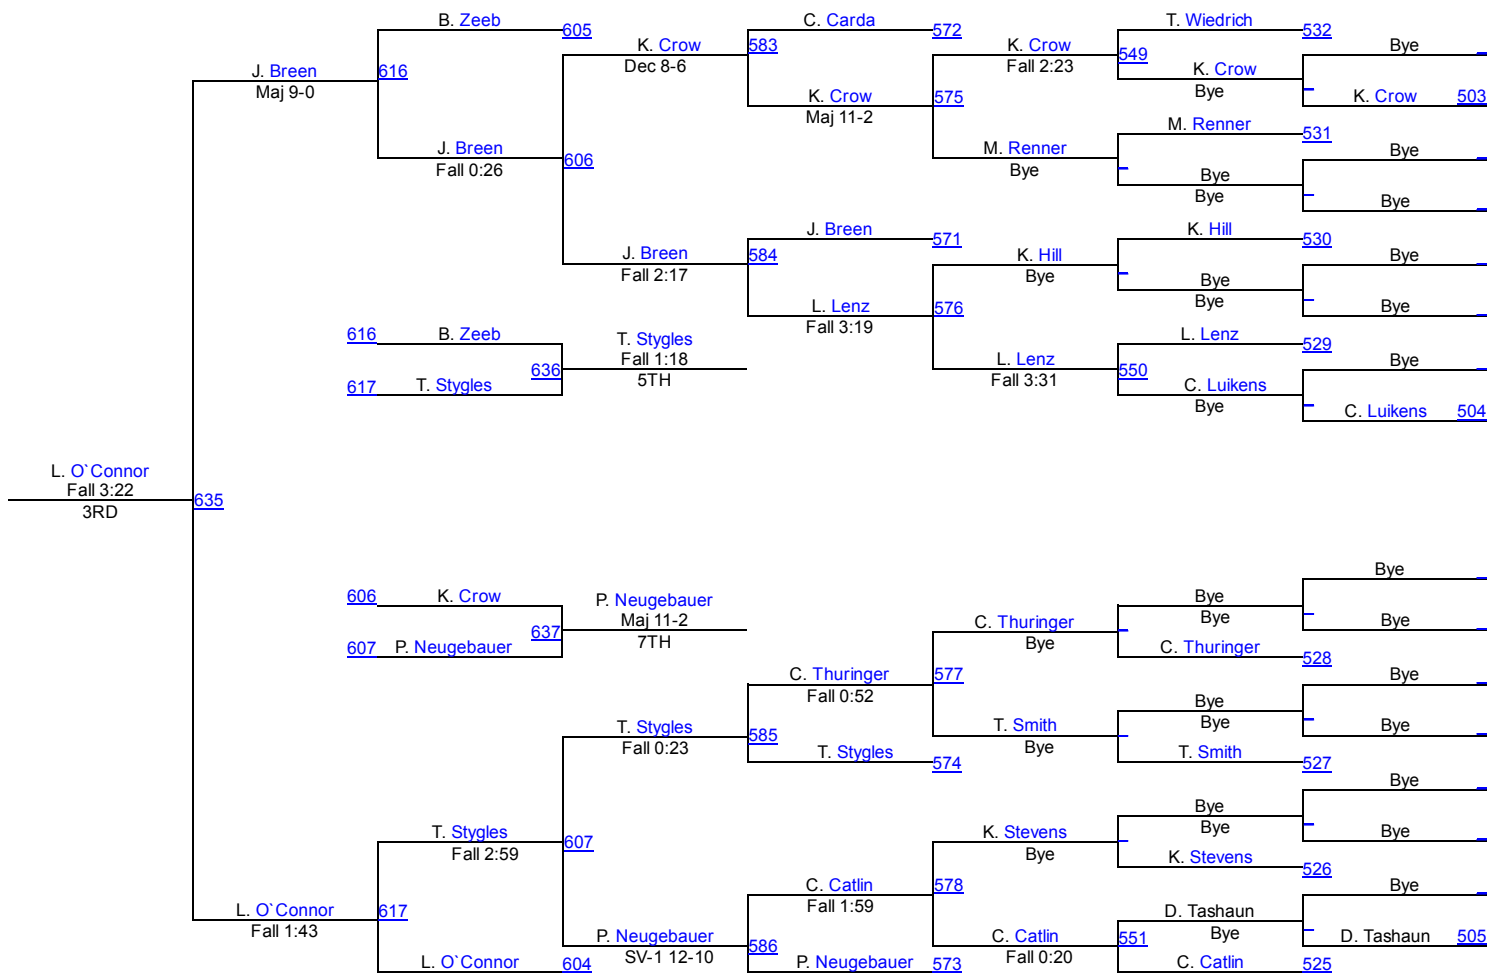 B. Zeeb
605
C. Carda
572
T. Wiedrich
532
K. Crow
Dec 8-6
583
K. Crow
Fall 2:23
549
Bye
J. Breen
Maj 9-0
616
K. Crow
Bye
K. Crow
Maj 11-2
575
K. Crow 503
M. Renner
531
J. Breen
Fall 0:26
606
M. Renner
Bye
Bye
Bye
Bye
Bye
J. Breen
571
K. Hill
530
J. Breen
Fall 2:17
584
K. Hill
Bye
Bye
Bye
Bye
L. Lenz
Fall 3:19
576
Bye
616
B. Zeeb
T. Stygles
Fall 1:18
5TH
L. Lenz
529
636
L. Lenz
Fall 3:31
550
Bye
617
T. Stygles
C. Luikens
Bye
C. Luikens 504
L. O`Connor
Fall 3:22
3RD
635
Bye
606
K. Crow
P. Neugebauer
Maj 11-2
7TH
Bye
Bye
637
C. Thuringer
Bye
Bye
607
P. Neugebauer
C. Thuringer
528
C. Thuringer
Fall 0:52
577
Bye
T. Stygles
Fall 0:23
585
T. Smith
Bye
Bye
Bye
Bye
T. Stygles
574
T. Smith
527
Bye
T. Stygles
Fall 2:59
607
K. Stevens
Bye
Bye
Bye
Bye
K. Stevens
526
C. Catlin
Fall 1:59
578
Bye
L. O`Connor
Fall 1:43
617
D. Tashaun
Bye
P. Neugebauer
SV-1 12-10
586
C. Catlin
Fall 0:20
551
D. Tashaun 505
L. O`Connor
604
P. Neugebauer
573
C. Catlin
525